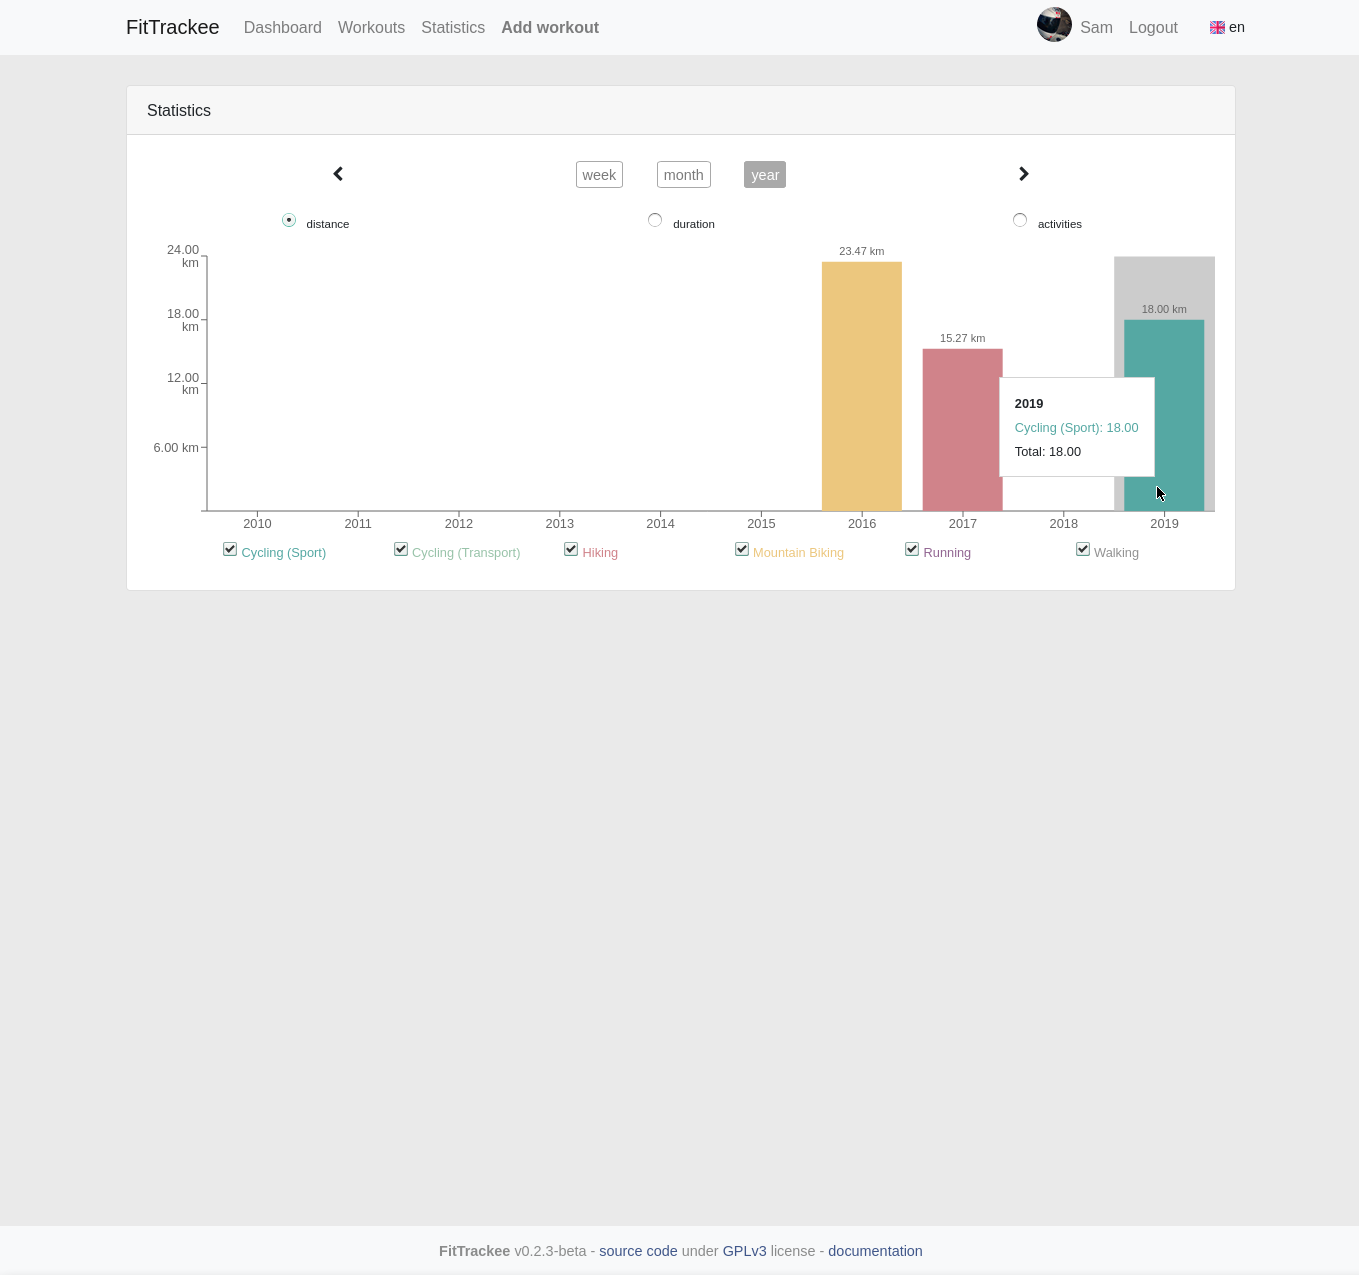 FitTrackee Dashboard Workouts Statistics Add workout Sam Logout en
Statistics
week month year
distance duration activities
24.00 km
18.00 km
12.00 km
6.00 km
23.47 km
15.27 km
18.00 km
2019
Cycling (Sport): 18.00
Total: 18.00
2010 2011 2012 2013 2014 2015 2016 2017 2018 2019
Cycling (Sport) Cycling (Transport) Hiking Mountain Biking Running Walking
FitTrackee v0.2.3-beta - source code under GPLv3 license - documentation